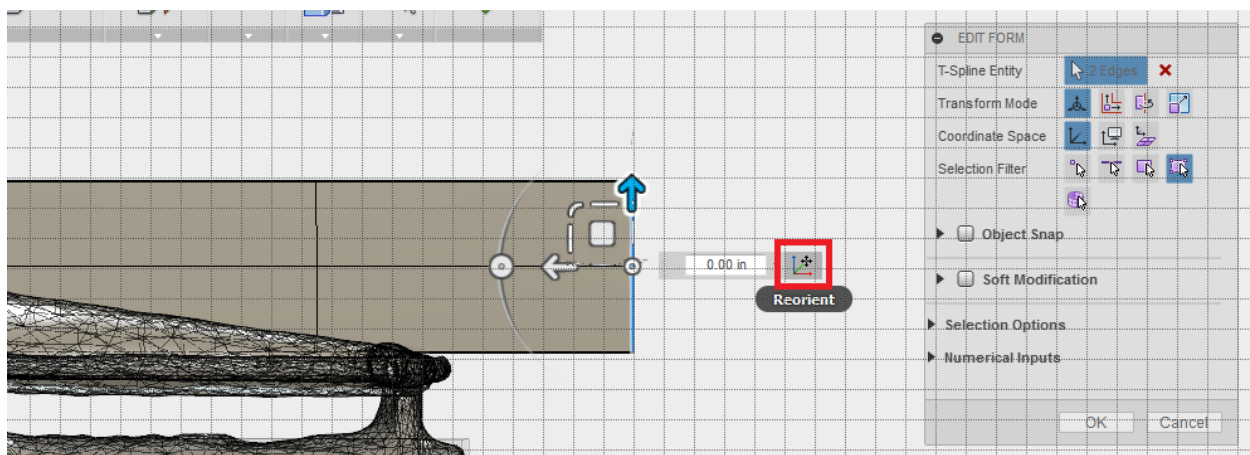 EDIT FORM
T-Spline Entity 2 Edges
Transform Mode
Coordinate Space
Selection Filter
Object Snap
0.00 in
Soft Modification
Reorient
Selection Options
Numerical Inputs
OK Cancel